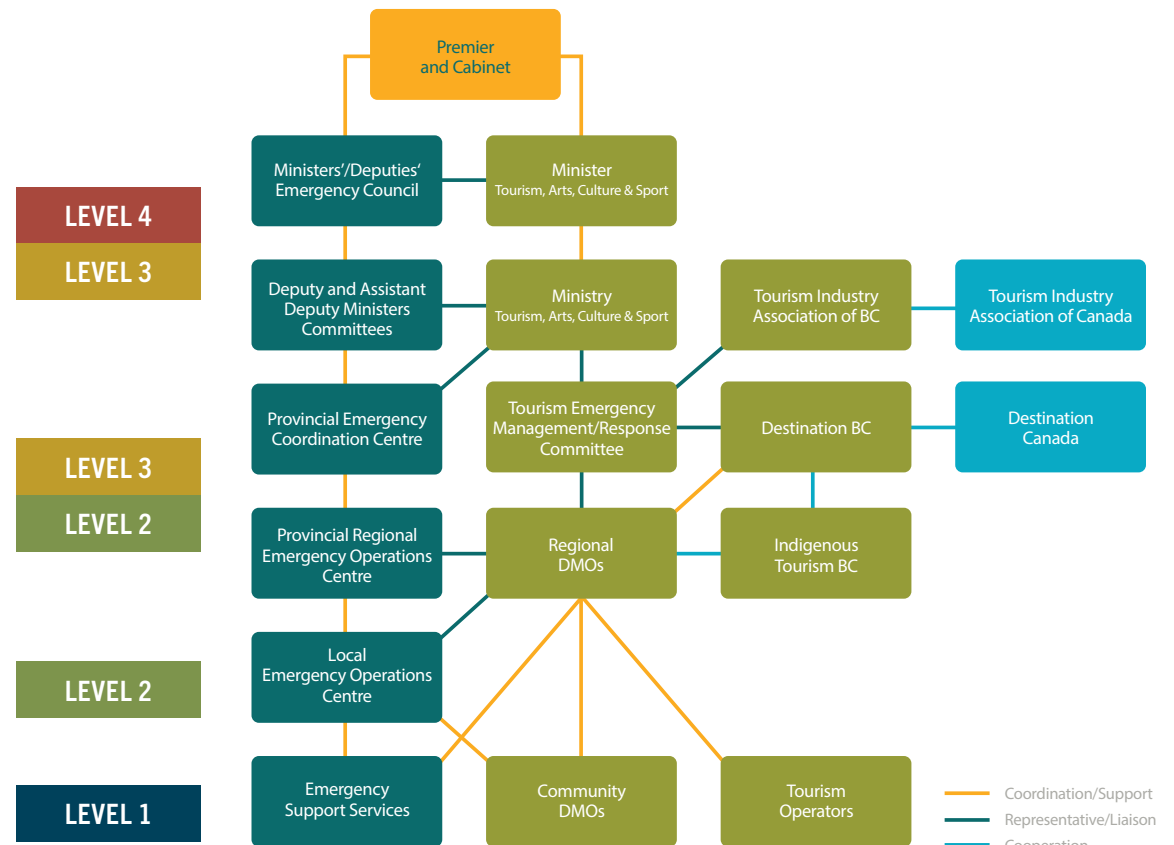 Premier
and Cabinet
Ministers'/Deputies‘
Emergency Council
Minister
Tourism, Arts, Culture & Sport
LEVEL 4
LEVEL 3
Deputy and Assistant
Deputy Ministers
Committees
Ministry
Tourism, Arts, Culture & Sport
Tourism Industry
Association of BC
Tourism Industry
Association of Canada
Provincial Emergency
Coordination Centre
Tourism Emergency
Management/Response
Committee
Destination BC
Destination
Canada
LEVEL 3
LEVEL 2
Provincial Regional
Emergency Operations
Centre
Regional
DMOs
Indigenous
Tourism BC
LEVEL 2
Local
Emergency Operations
Centre
LEVEL 1
Emergency
Support Services
Community
DMOs
Tourism
Operators
Coordination/Support
Representative/Liaison
Cooperation